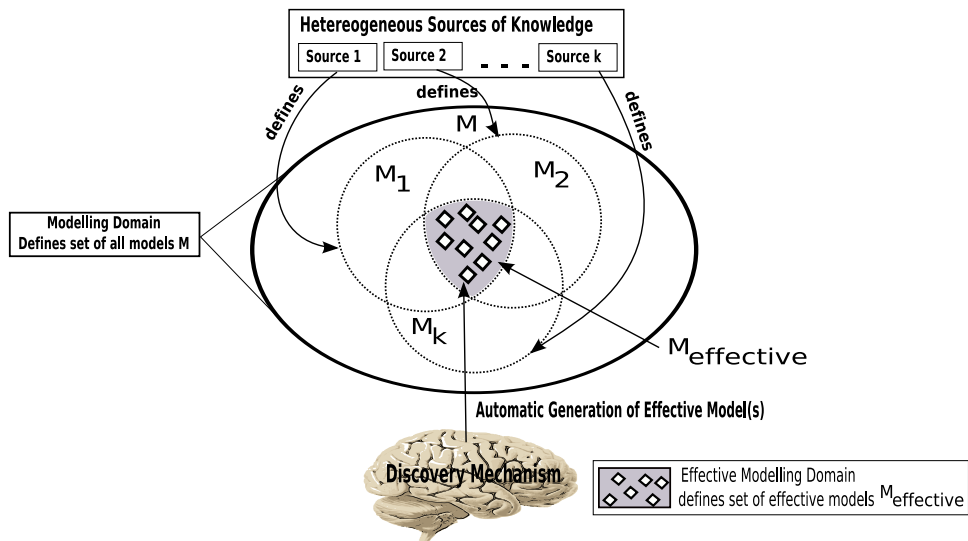 Heterogeneous Sources of Knowledge
Source 1
Source 2
- - -
Source k
defines
defines
defines
M
M1
M2
Modelling Domain
Defines set of all models M
Mk
Meffective
Automatic Generation of Effective Model(s)
Discovery Mechanism
Effective Modelling Domain
defines set of effective models Meffective